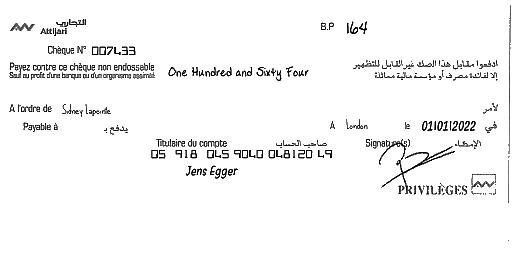 التجاري
Attijari
B.P 164
Chèque N° 007433
Payez contre ce chèque non endossable
Sauf au profit d'une banque ou d'un organisme assimilé
One Hundred and Sixty Four
ادفعوا مقابل هذا الصك غير القابل للتظهير
إلا لفائدة مصرف أو مؤسسة مالية مماثلة
A l'ordre de Sidney Lapointe
لأمر
Payable à
يدفع بـ
A London le 01/01/2022 في
Titulaire du compte صاحب الحساب
Signature(s) الإمضاء
05 918 045 9040 048120 49
Jens Egger
PRIVILÈGES